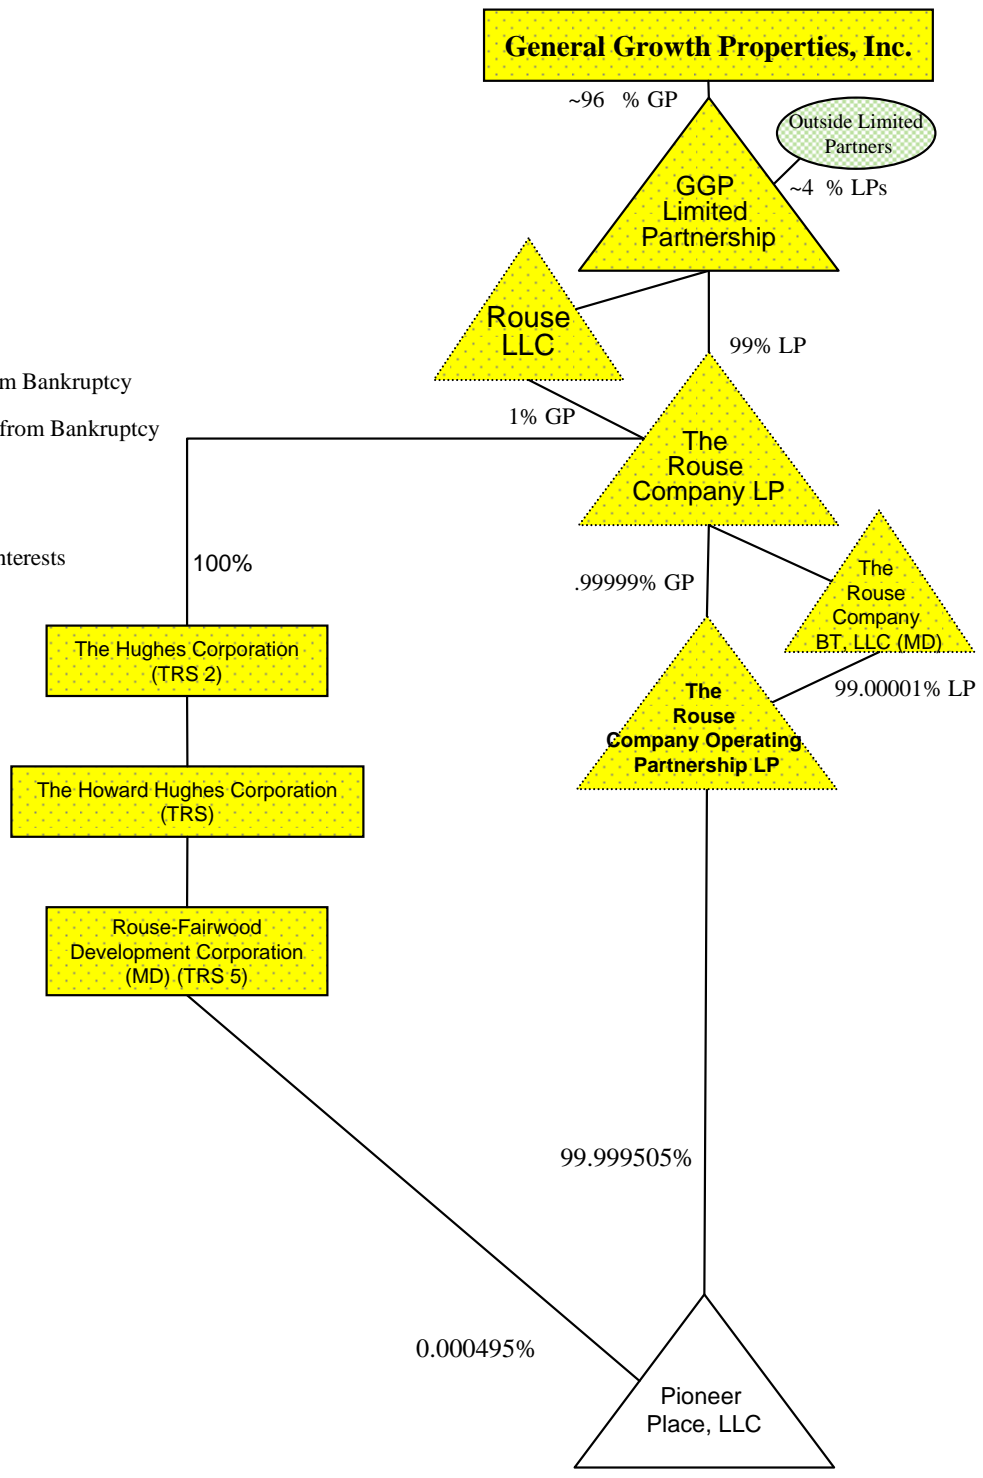 General Growth Properties, Inc.
~96 % GP
Outside Limited
Partners
~4 % LPs
GGP
Limited
Partnership
Rouse
LLC
99% LP
m Bankruptcy
1% GP
from Bankruptcy
The
Rouse
Company LP
nterests
100%
.99999% GP
The
Rouse
Company
BT, LLC (MD)
99.00001% LP
The Hughes Corporation
(TRS 2)
The
Rouse
Company Operating
Partnership LP
The Howard Hughes Corporation
(TRS)
Rouse-Fairwood
Development Corporation
(MD) (TRS 5)
99.999505%
0.000495%
Pioneer
Place, LLC